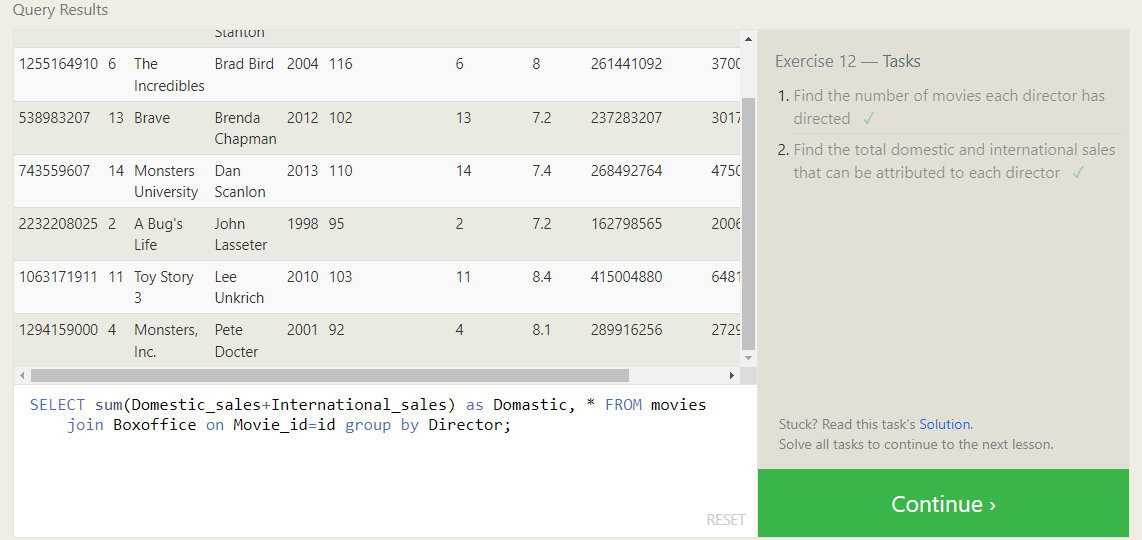 Query Results
Stanton
1255164910 6 The Brad Bird 2004 116 6 8 261441092 3700
Incredibles
538983207 13 Brave Brenda 2012 102 13 7.2 237283207 3017
Chapman
743559607 14 Monsters Dan 2013 110 14 7.4 268492764 4750
University Scanlon
2232208025 2 A Bug's John 1998 95 2 7.2 162798565 2006
Life Lasseter
1063171911 11 Toy Story Lee 2010 103 11 8.4 415004880 6481
3 Unkrich
1294159000 4 Monsters, Pete 2001 92 4 8.1 289916256 2729
Inc. Docter
SELECT sum(Domestic_sales+International_sales) as Domastic, * FROM movies
join Boxoffice on Movie_id=id group by Director;
RESET
Exercise 12 — Tasks
1. Find the number of movies each director has
directed ✓
2. Find the total domestic and international sales
that can be attributed to each director ✓
Stuck? Read this task's Solution.
Solve all tasks to continue to the next lesson.
Continue ›